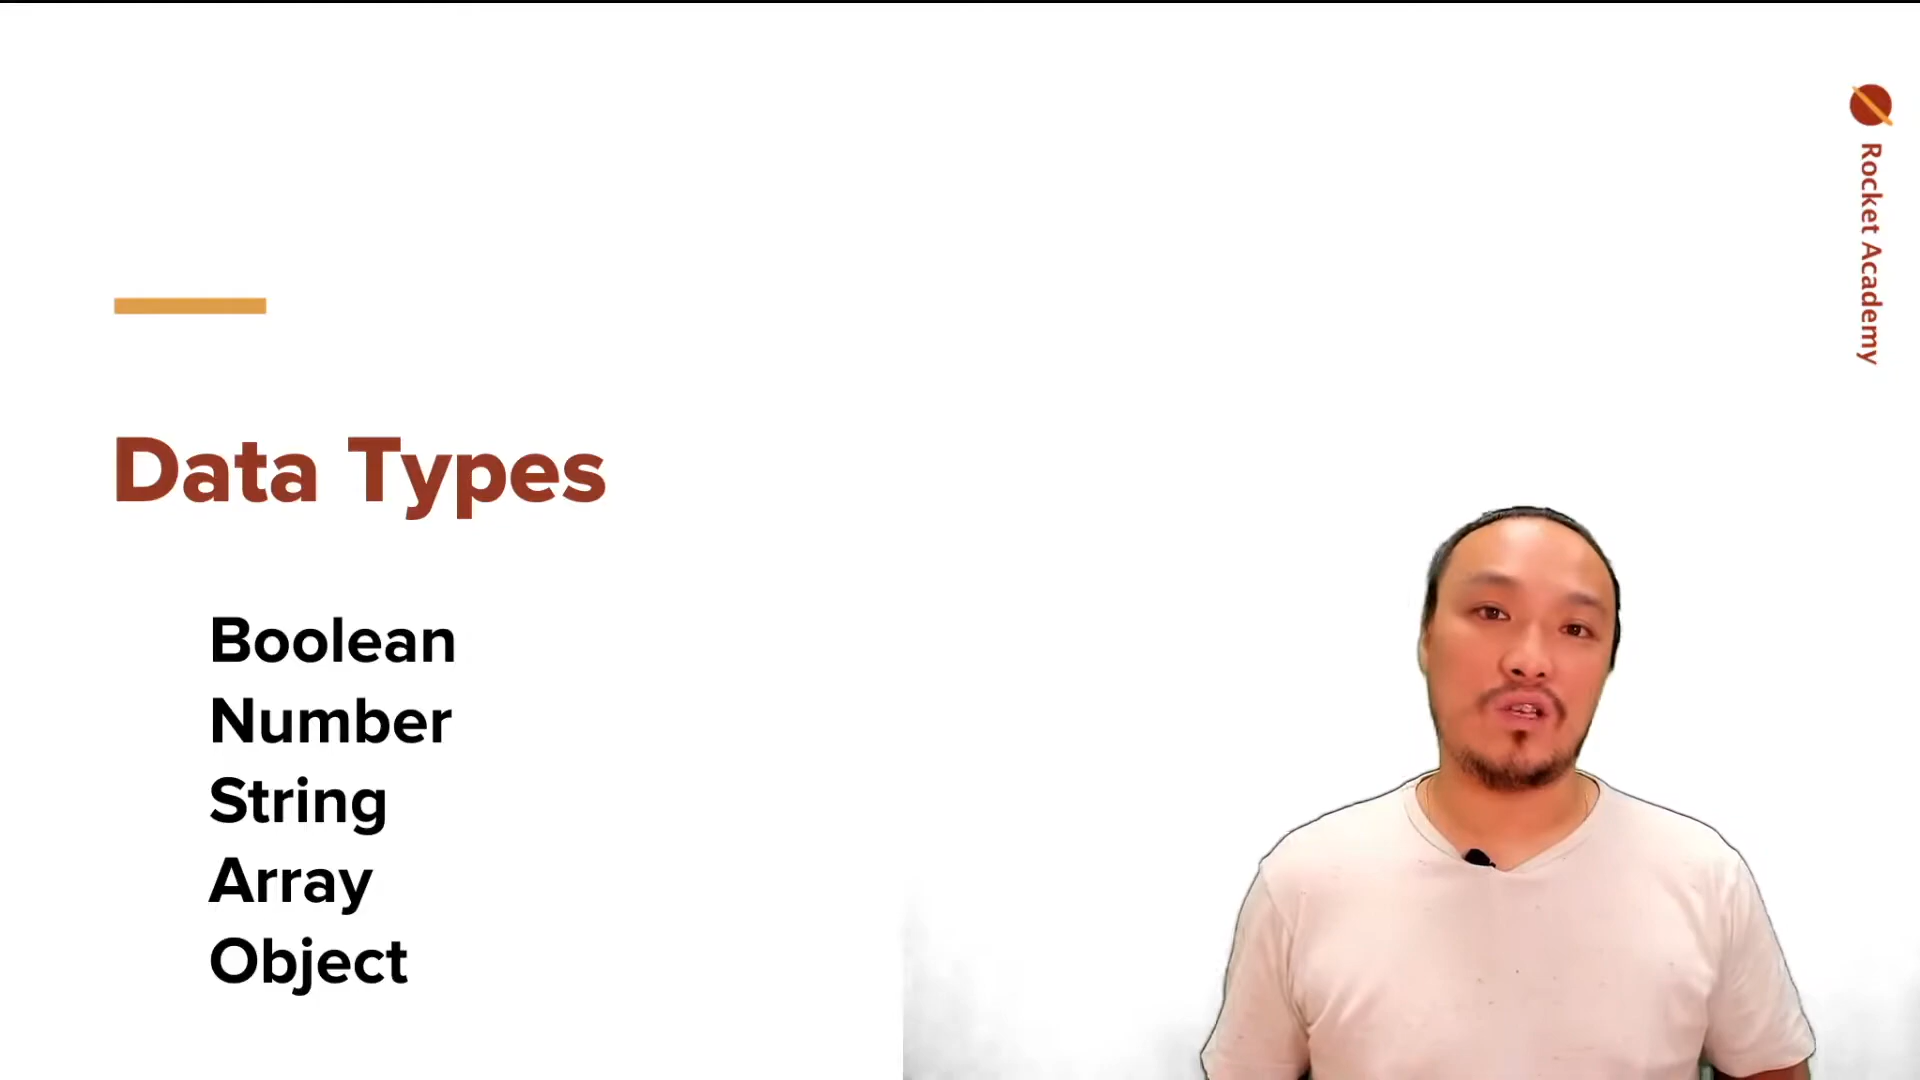 Rocket Academy
Data Types
Boolean
Number
String
Array
Object